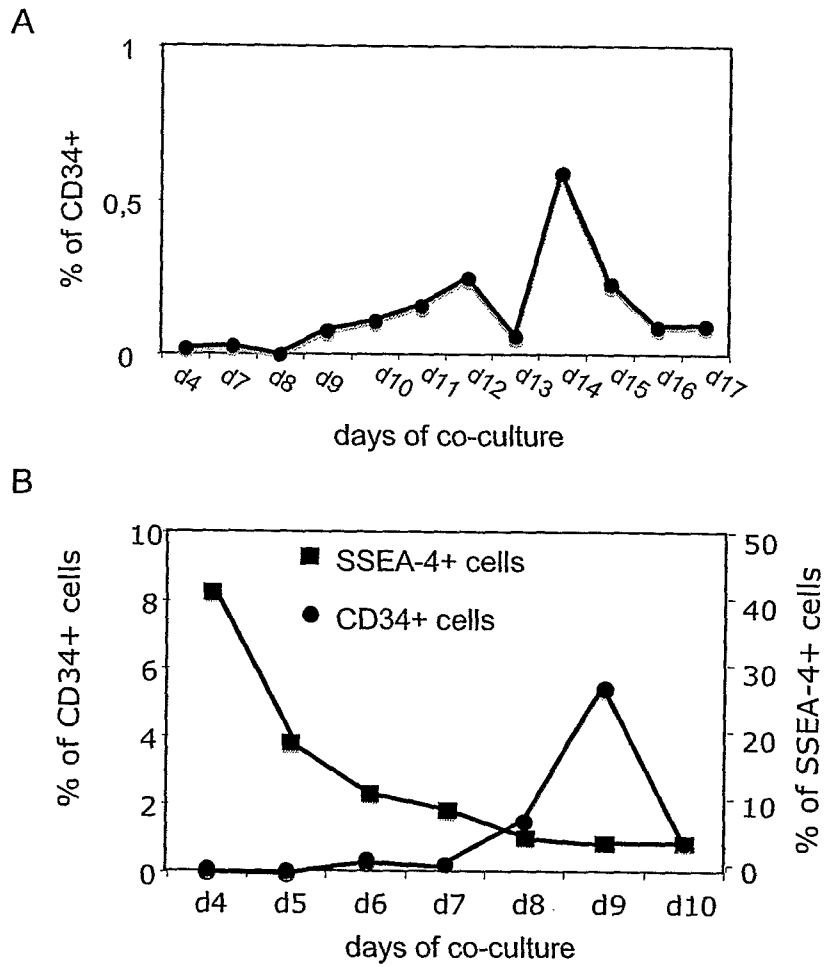 A
1
0,5
0
% of CD34+
d4 d7 d8 d9 d10 d11 d12 d13 d14 d15 d16 d17
days of co-culture
B
10
8
6
4
2
0
% of CD34+ cells
SSEA-4+ cells
CD34+ cells
50
40
30
20
10
0
% of SSEA-4+ cells
d4 d5 d6 d7 d8 d9 d10
days of co-culture